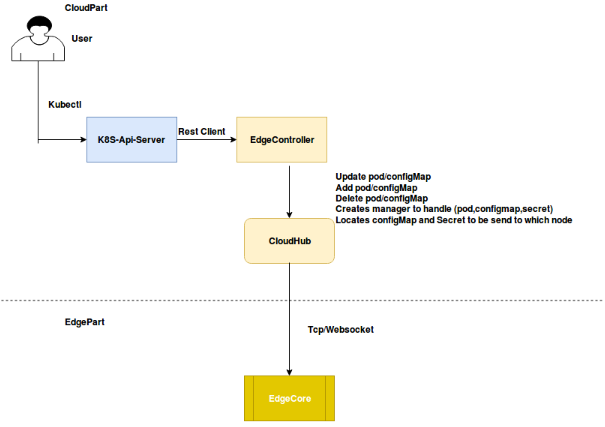 CloudPart
User
Kubectl
K8S-Api-Server
Rest Client
EdgeController
Update pod/configMap
Add pod/configMap
Delete pod/configMap
Creates manager to handle (pod,configmap,secret)
Locates configMap and Secret to be send to which node
CloudHub
EdgePart
Tcp/Websocket
EdgeCore